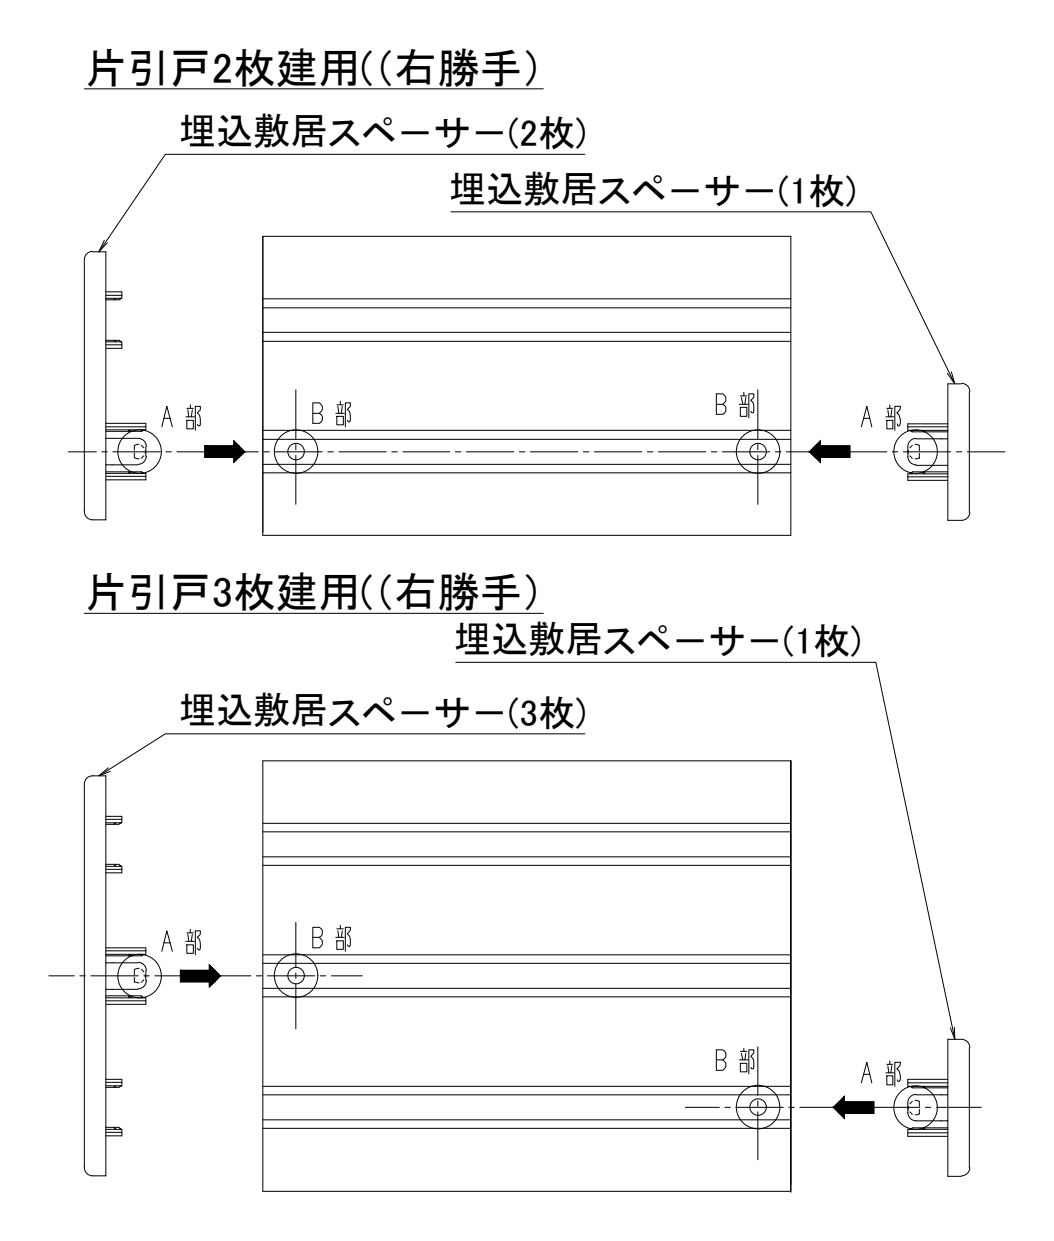 片引戸2枚建用((右勝手)
埋込敷居スペーサー(2枚)
埋込敷居スペーサー(1枚)
A 部
B 部
B 部
A 部
片引戸3枚建用((右勝手)
埋込敷居スペーサー(1枚)
埋込敷居スペーサー(3枚)
A 部
B 部
B 部
A 部